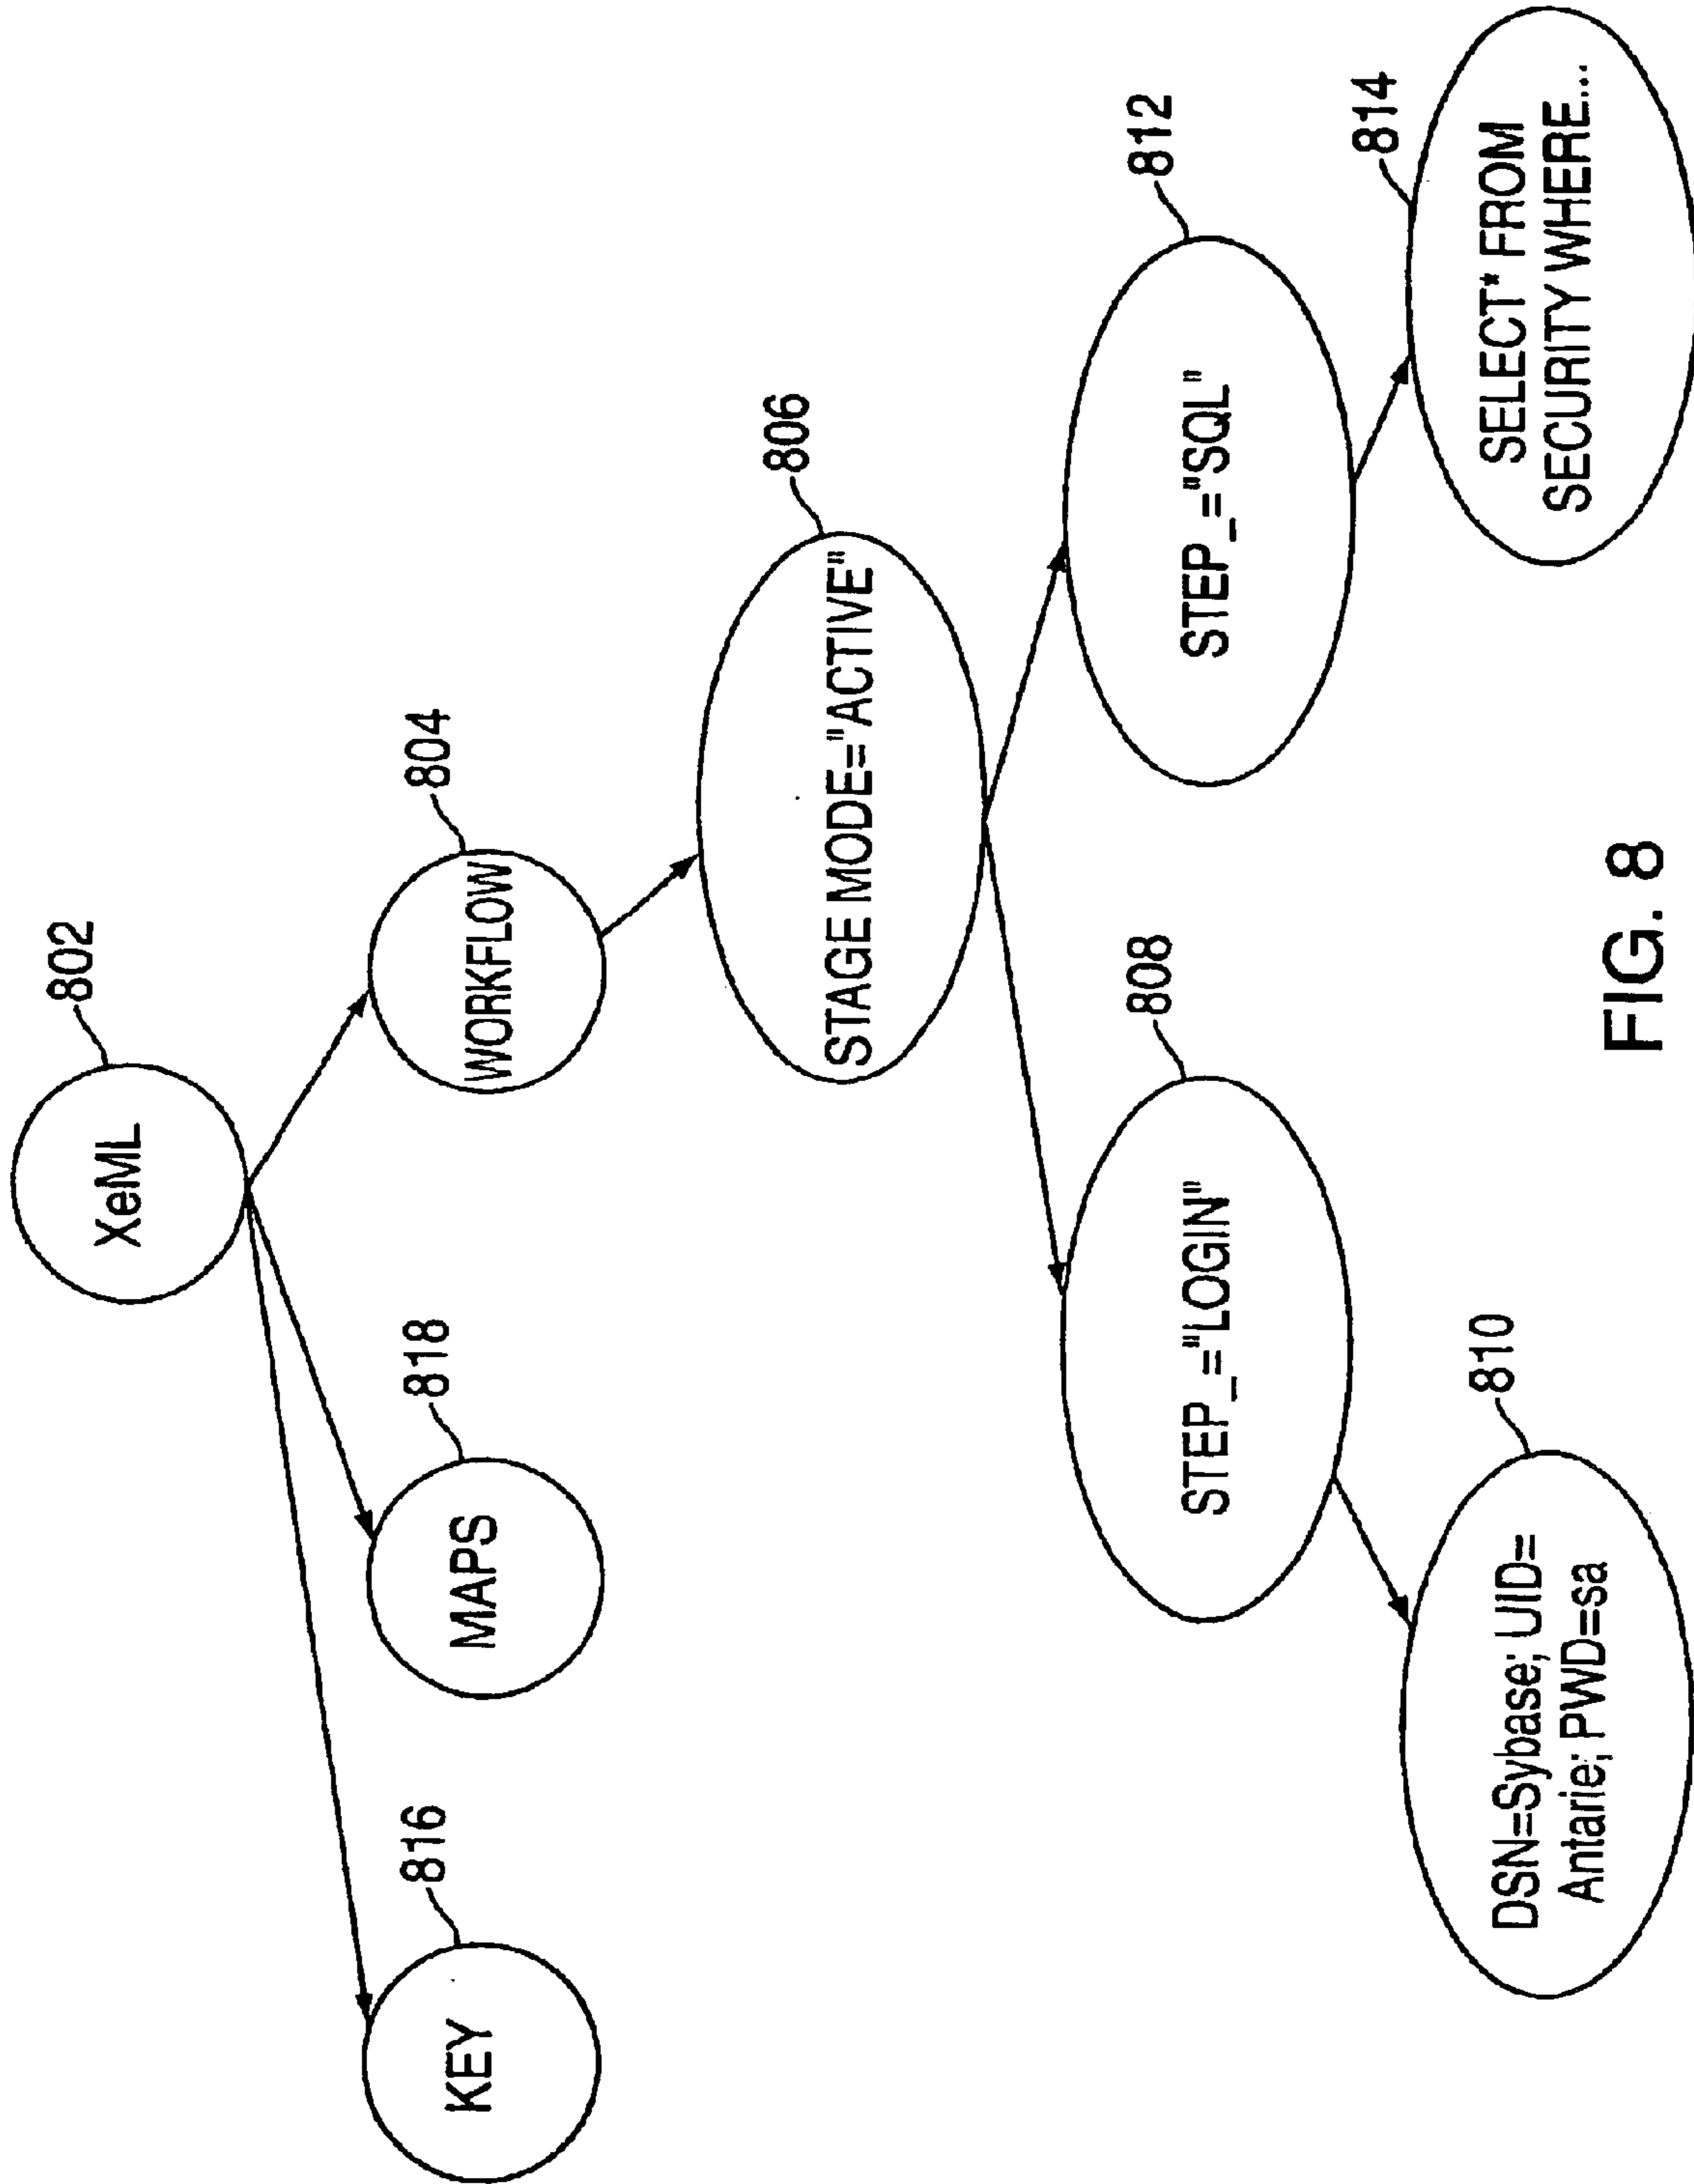 802
XeML
816
KEY
818
MAPS
804
WORKFLOW
806
STAGE MODE="ACTIVE"
808
STEP_="LOGIN"
812
STEP_="SQL"
810
DSN=Sybase; UID=
Antarie; PWD=sa
814
SELECT* FROM
SECURITY WHERE...
FIG. 8